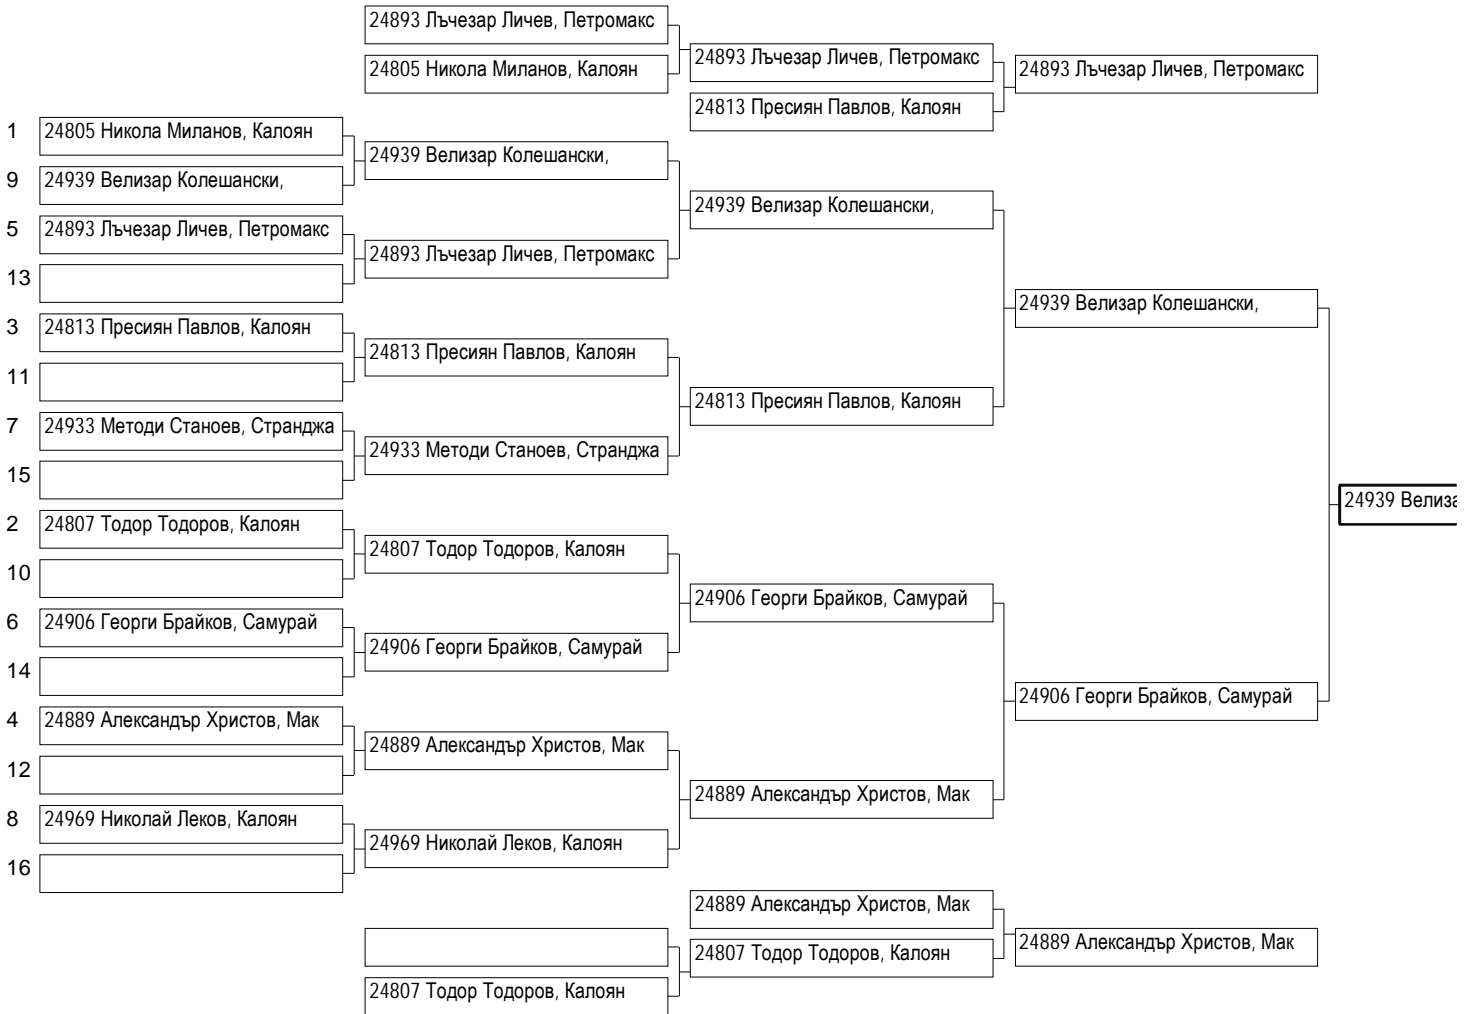 24893 Лъчезар Личев, Петромакс
24805 Никола Миланов, Калоян
24893 Лъчезар Личев, Петромакс
24813 Пресиян Павлов, Калоян
24893 Лъчезар Личев, Петромакс
1 24805 Никола Миланов, Калоян
9 24939 Велизар Колешански,
5 24893 Лъчезар Личев, Петромакс
13
3 24813 Пресиян Павлов, Калоян
11
7 24933 Методи Станоев, Странджа
15
2 24807 Тодор Тодоров, Калоян
10
6 24906 Георги Брайков, Самурай
14
4 24889 Александър Христов, Мак
12
8 24969 Николай Леков, Калоян
16
24939 Велизар Колешански,
24893 Лъчезар Личев, Петромакс
24813 Пресиян Павлов, Калоян
24933 Методи Станоев, Странджа
24807 Тодор Тодоров, Калоян
24906 Георги Брайков, Самурай
24889 Александър Христов, Мак
24969 Николай Леков, Калоян
24939 Велизар Колешански,
24813 Пресиян Павлов, Калоян
24906 Георги Брайков, Самурай
24889 Александър Христов, Мак
24939 Велизар Колешански,
24906 Георги Брайков, Самурай
24939 Велиза
24889 Александър Христов, Мак
24807 Тодор Тодоров, Калоян
24807 Тодор Тодоров, Калоян
24889 Александър Христов, Мак